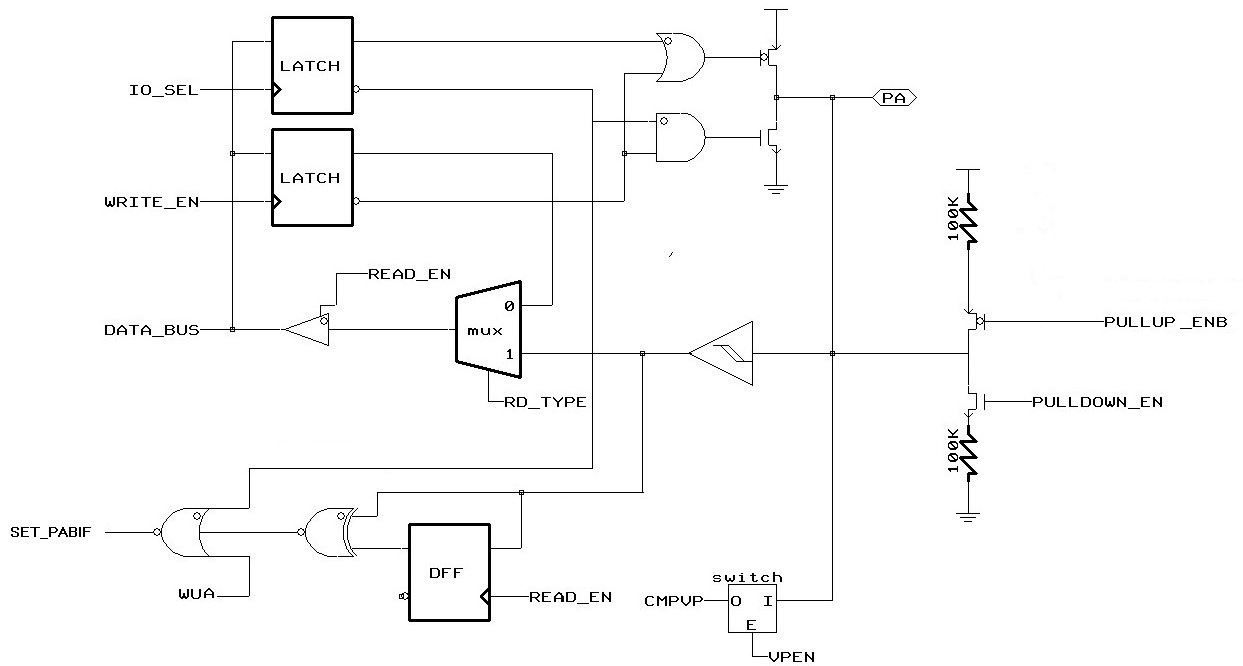 LATCH
IO_SEL
PA
LATCH
WRITE_EN
100K
READ_EN
0
DATA_BUS
mux
PULLUP_ENB
1
RD_TYPE
PULLDOWN_EN
100K
SET_PABIF
DFF
switch
WUA
READ_EN
CMPVP
O I
E
VPEN